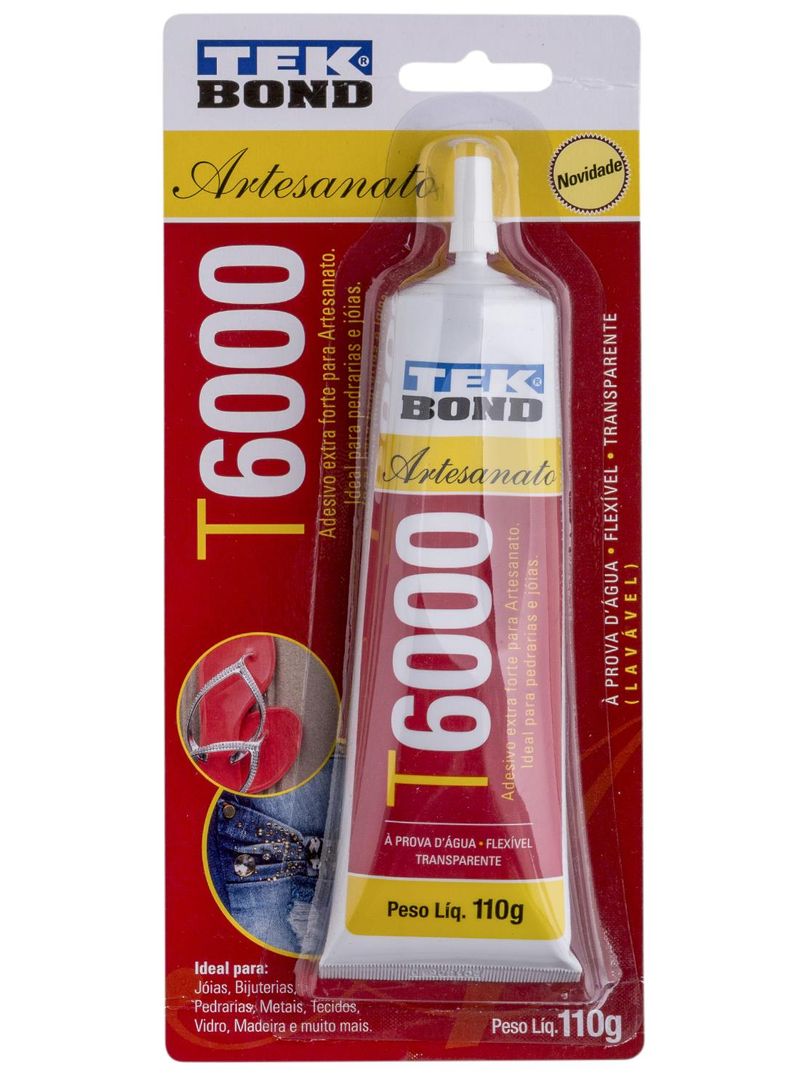 TEK®
BOND
Artesanato
Novidade
T6000
Adesivo extra forte para Artesanato.
Ideal para pedrarias e jóias.
À PROVA D'ÁGUA • FLEXÍVEL • TRANSPARENTE
(LAVÁVEL)
TEK®
BOND
Artesanato
T6000
Adesivo extra forte para Artesanato.
Ideal para pedrarias e jóias.
À PROVA D'ÁGUA • FLEXÍVEL
TRANSPARENTE
Peso Líq. 110g
Ideal para:
Jóias, Bijuterias,
Pedrarias, Metais, Tecidos,
Vidro, Madeira e muito mais.
Peso Líq. 110g